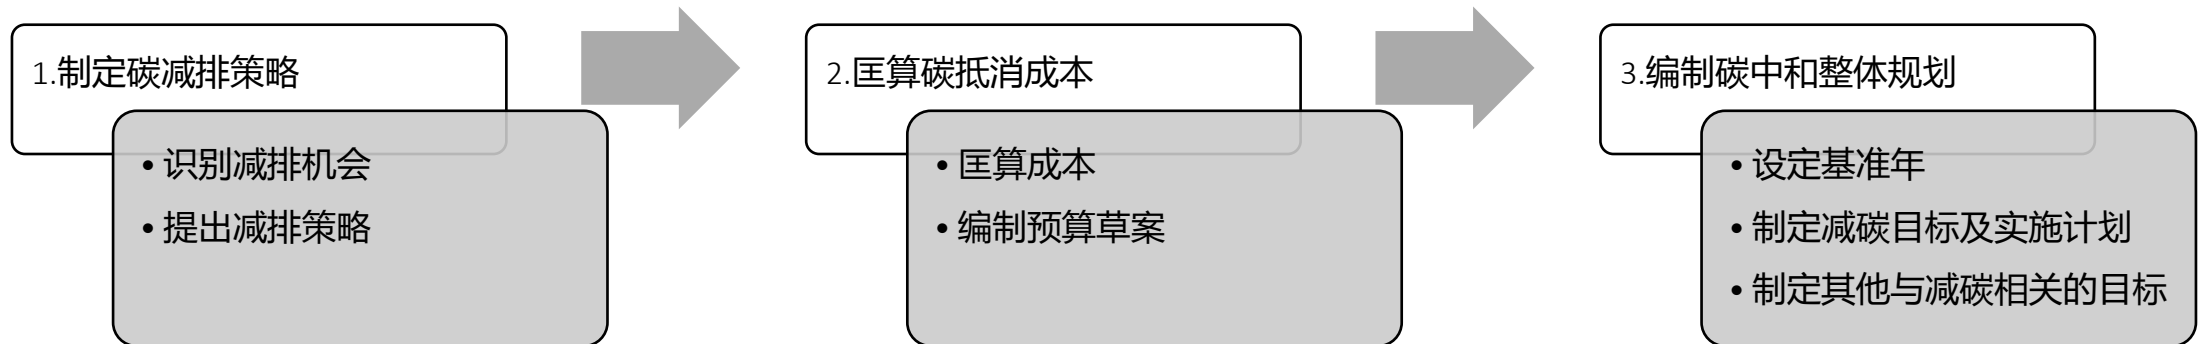 1.制定碳减排策略
• 识别减排机会
• 提出减排策略
2.匡算碳抵消成本
• 匡算成本
• 编制预算草案
3.编制碳中和整体规划
• 设定基准年
• 制定减碳目标及实施计划
• 制定其他与减碳相关的目标